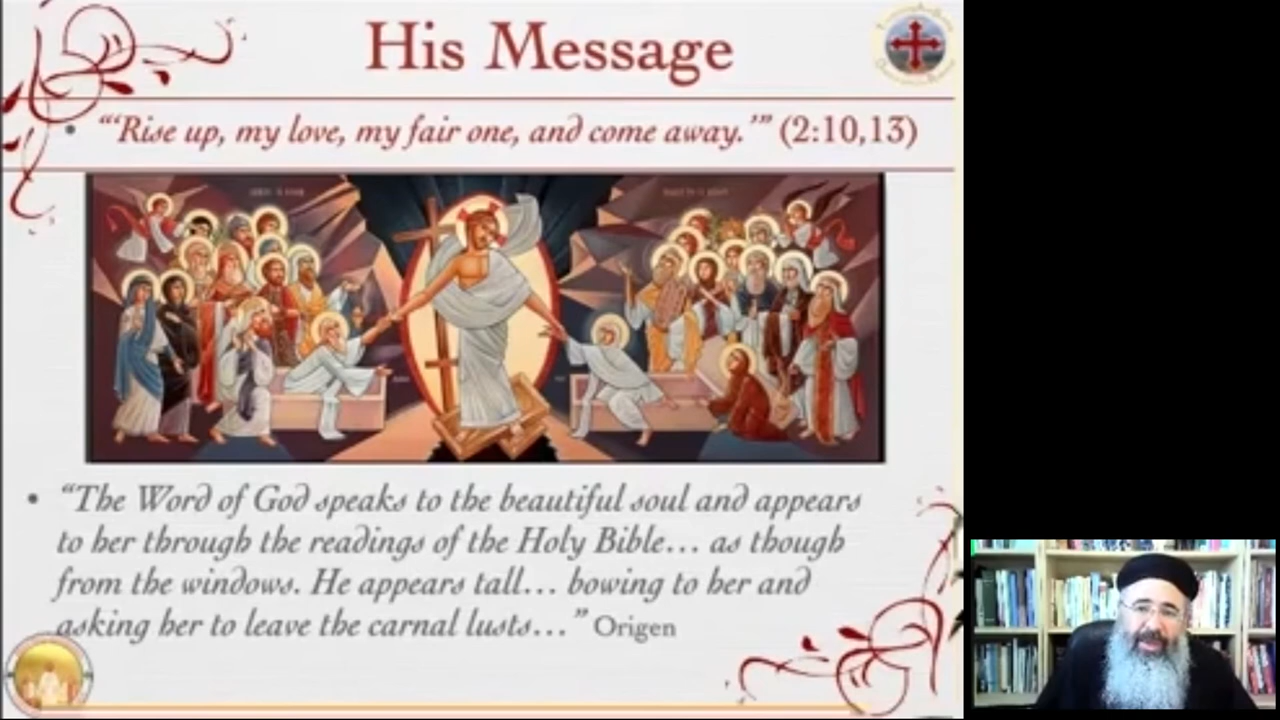 His Message
• “‘Rise up, my love, my fair one, and come away.’” (2:10,13)
• “The Word of God speaks to the beautiful soul and appears
to her through the readings of the Holy Bible… as though
from the windows. He appears tall… bowing to her and
asking her to leave the carnal lusts…” Origen